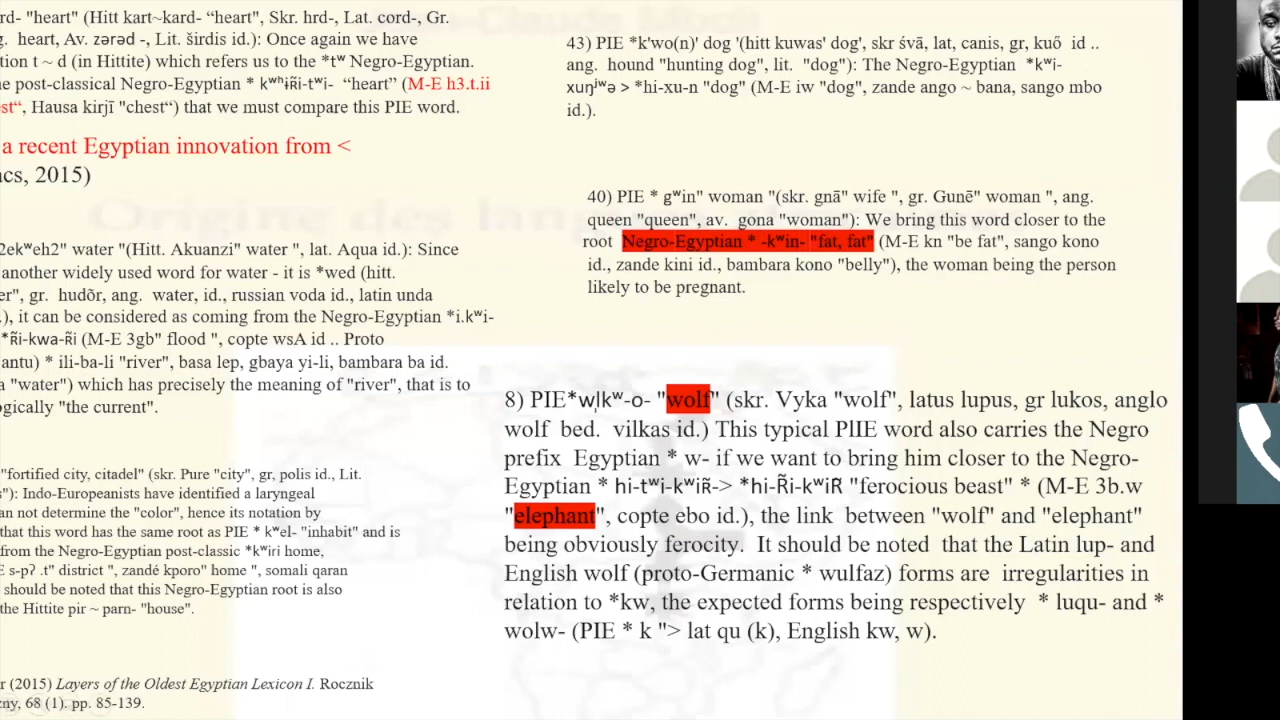 rd- "heart" (Hitt kart~kard- “heart”, Skr. hrd-, Lat. cord-, Gr.
g. heart, Av. zərəd -, Lit. širdis id.): Once again we have
tion t ~ d (in Hittite) which refers us to the *tʷ Negro-Egyptian.
e post-classical Negro-Egyptian * kʷʰiʀ̃i-tʷi- “heart” (M-E h3.t.ii
st“, Hausa kirjī "chest“) that we must compare this PIE word.
a recent Egyptian innovation from <
acs, 2015)
2ekʷeh2" water "(Hitt. Akuanzi" water ", lat. Aqua id.): Since
another widely used word for water - it is *wed (hitt.
er", gr. hudõr, ang. water, id., russian voda id., latin unda
.), it can be considered as coming from the Negro-Egyptian *i.kʷi-
*ʀ̃i-kwa-ʀ̃i (M-E 3gb" flood ", copte wsA id .. Proto
antu) * ili-ba-li "river", basa lep, gbaya yi-li, bambara ba id.
a "water") which has precisely the meaning of "river", that is to
ogically "the current".
"fortified city, citadel" (skr. Pure "city", gr, polis id., Lit.
s"): Indo-Europeanists have identified a laryngeal
an not determine the "color", hence its notation by
that this word has the same root as PIE * kʷel- "inhabit" and is
from the Negro-Egyptian post-classic *kʷiri home,
E s-pʔ .t" district ", zandé kporo" home ", somali qaran
should be noted that this Negro-Egyptian root is also
the Hittite pir ~ parn- "house".
r (2015) Layers of the Oldest Egyptian Lexicon I. Rocznik
zny, 68 (1). pp. 85-139.
43) PIE *k'wo(n)' dog '(hitt kuwas' dog', skr śvā, lat, canis, gr, kuő id ..
ang. hound "hunting dog", lit. "dog"): The Negro-Egyptian *kʷi-
xuŋʲʷə > *hi-xu-n "dog" (M-E iw "dog", zande ango ~ bana, sango mbo
id.).
40) PIE * gʷin" woman "(skr. gnā" wife ", gr. Gunē" woman ", ang.
queen "queen", av. gona "woman"): We bring this word closer to the
root Negro-Egyptian * -kʷin- "fat, fat" (M-E kn "be fat", sango kono
id., zande kini id., bambara kono "belly"), the woman being the person
likely to be pregnant.
8) PIE*wl̥kʷ-o- "wolf" (skr. Vyka "wolf", latus lupus, gr lukos, anglo
wolf bed. vilkas id.) This typical PlIE word also carries the Negro
prefix Egyptian * w- if we want to bring him closer to the Negro-
Egyptian * hi-tʷi-kʷiʀ̃-> *hi-ʀ̃i-kʷiʀ̃ "ferocious beast" * (M-E 3b.w
"elephant", copte ebo id.), the link between "wolf" and "elephant"
being obviously ferocity. It should be noted that the Latin lup- and
English wolf (proto-Germanic * wulfaz) forms are irregularities in
relation to *kw, the expected forms being respectively * luqu- and *
wolw- (PIE * k "> lat qu (k), English kw, w).